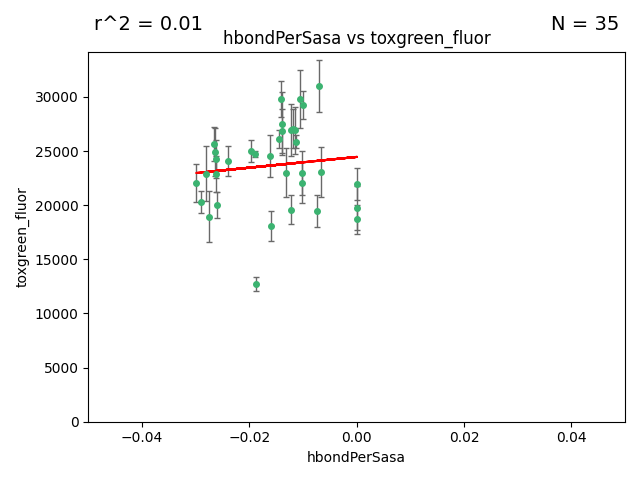 r^2 = 0.01
N = 35
hbondPerSasa vs toxgreen_fluor
toxgreen_fluor
30000
25000
20000
15000
10000
5000
0
−0.04
−0.02
0.00
0.02
0.04
hbondPerSasa